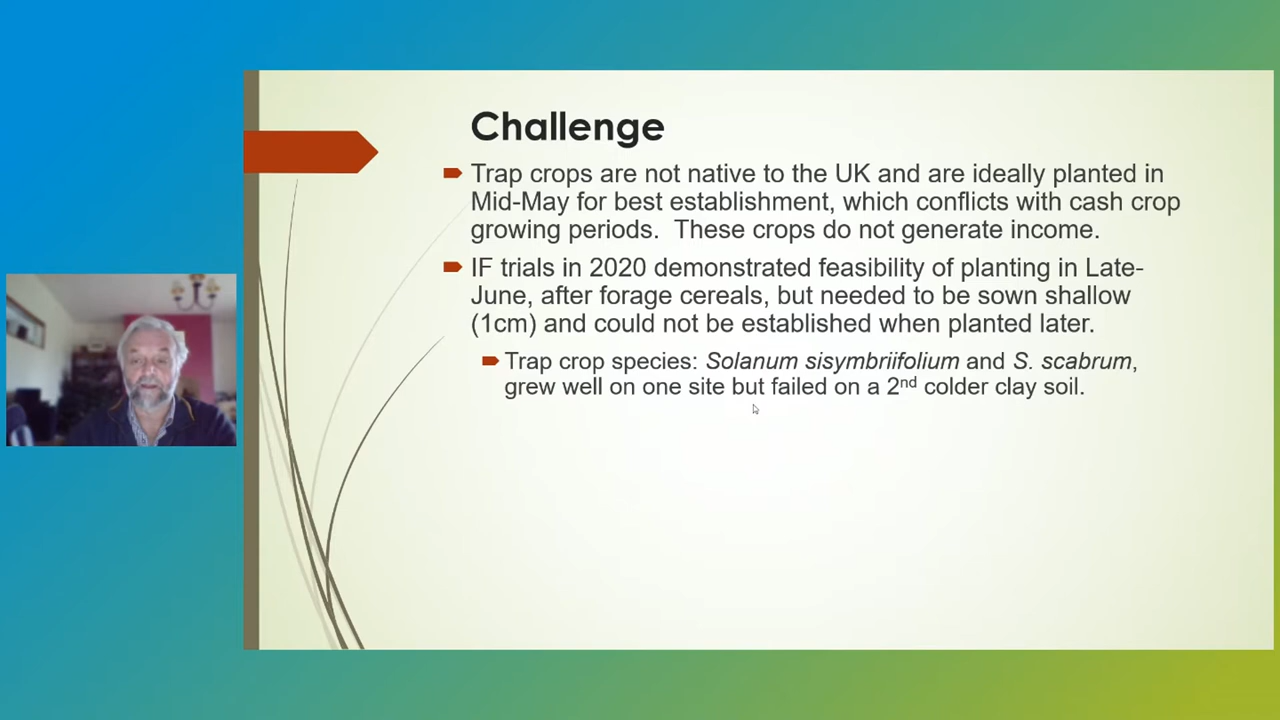 Challenge
Trap crops are not native to the UK and are ideally planted in
Mid-May for best establishment, which conflicts with cash crop
growing periods.  These crops do not generate income.
IF trials in 2020 demonstrated feasibility of planting in Late-
June, after forage cereals, but needed to be sown shallow
(1cm) and could not be established when planted later.
Trap crop species: Solanum sisymbriifolium and S. scabrum,
grew well on one site but failed on a 2nd colder clay soil.